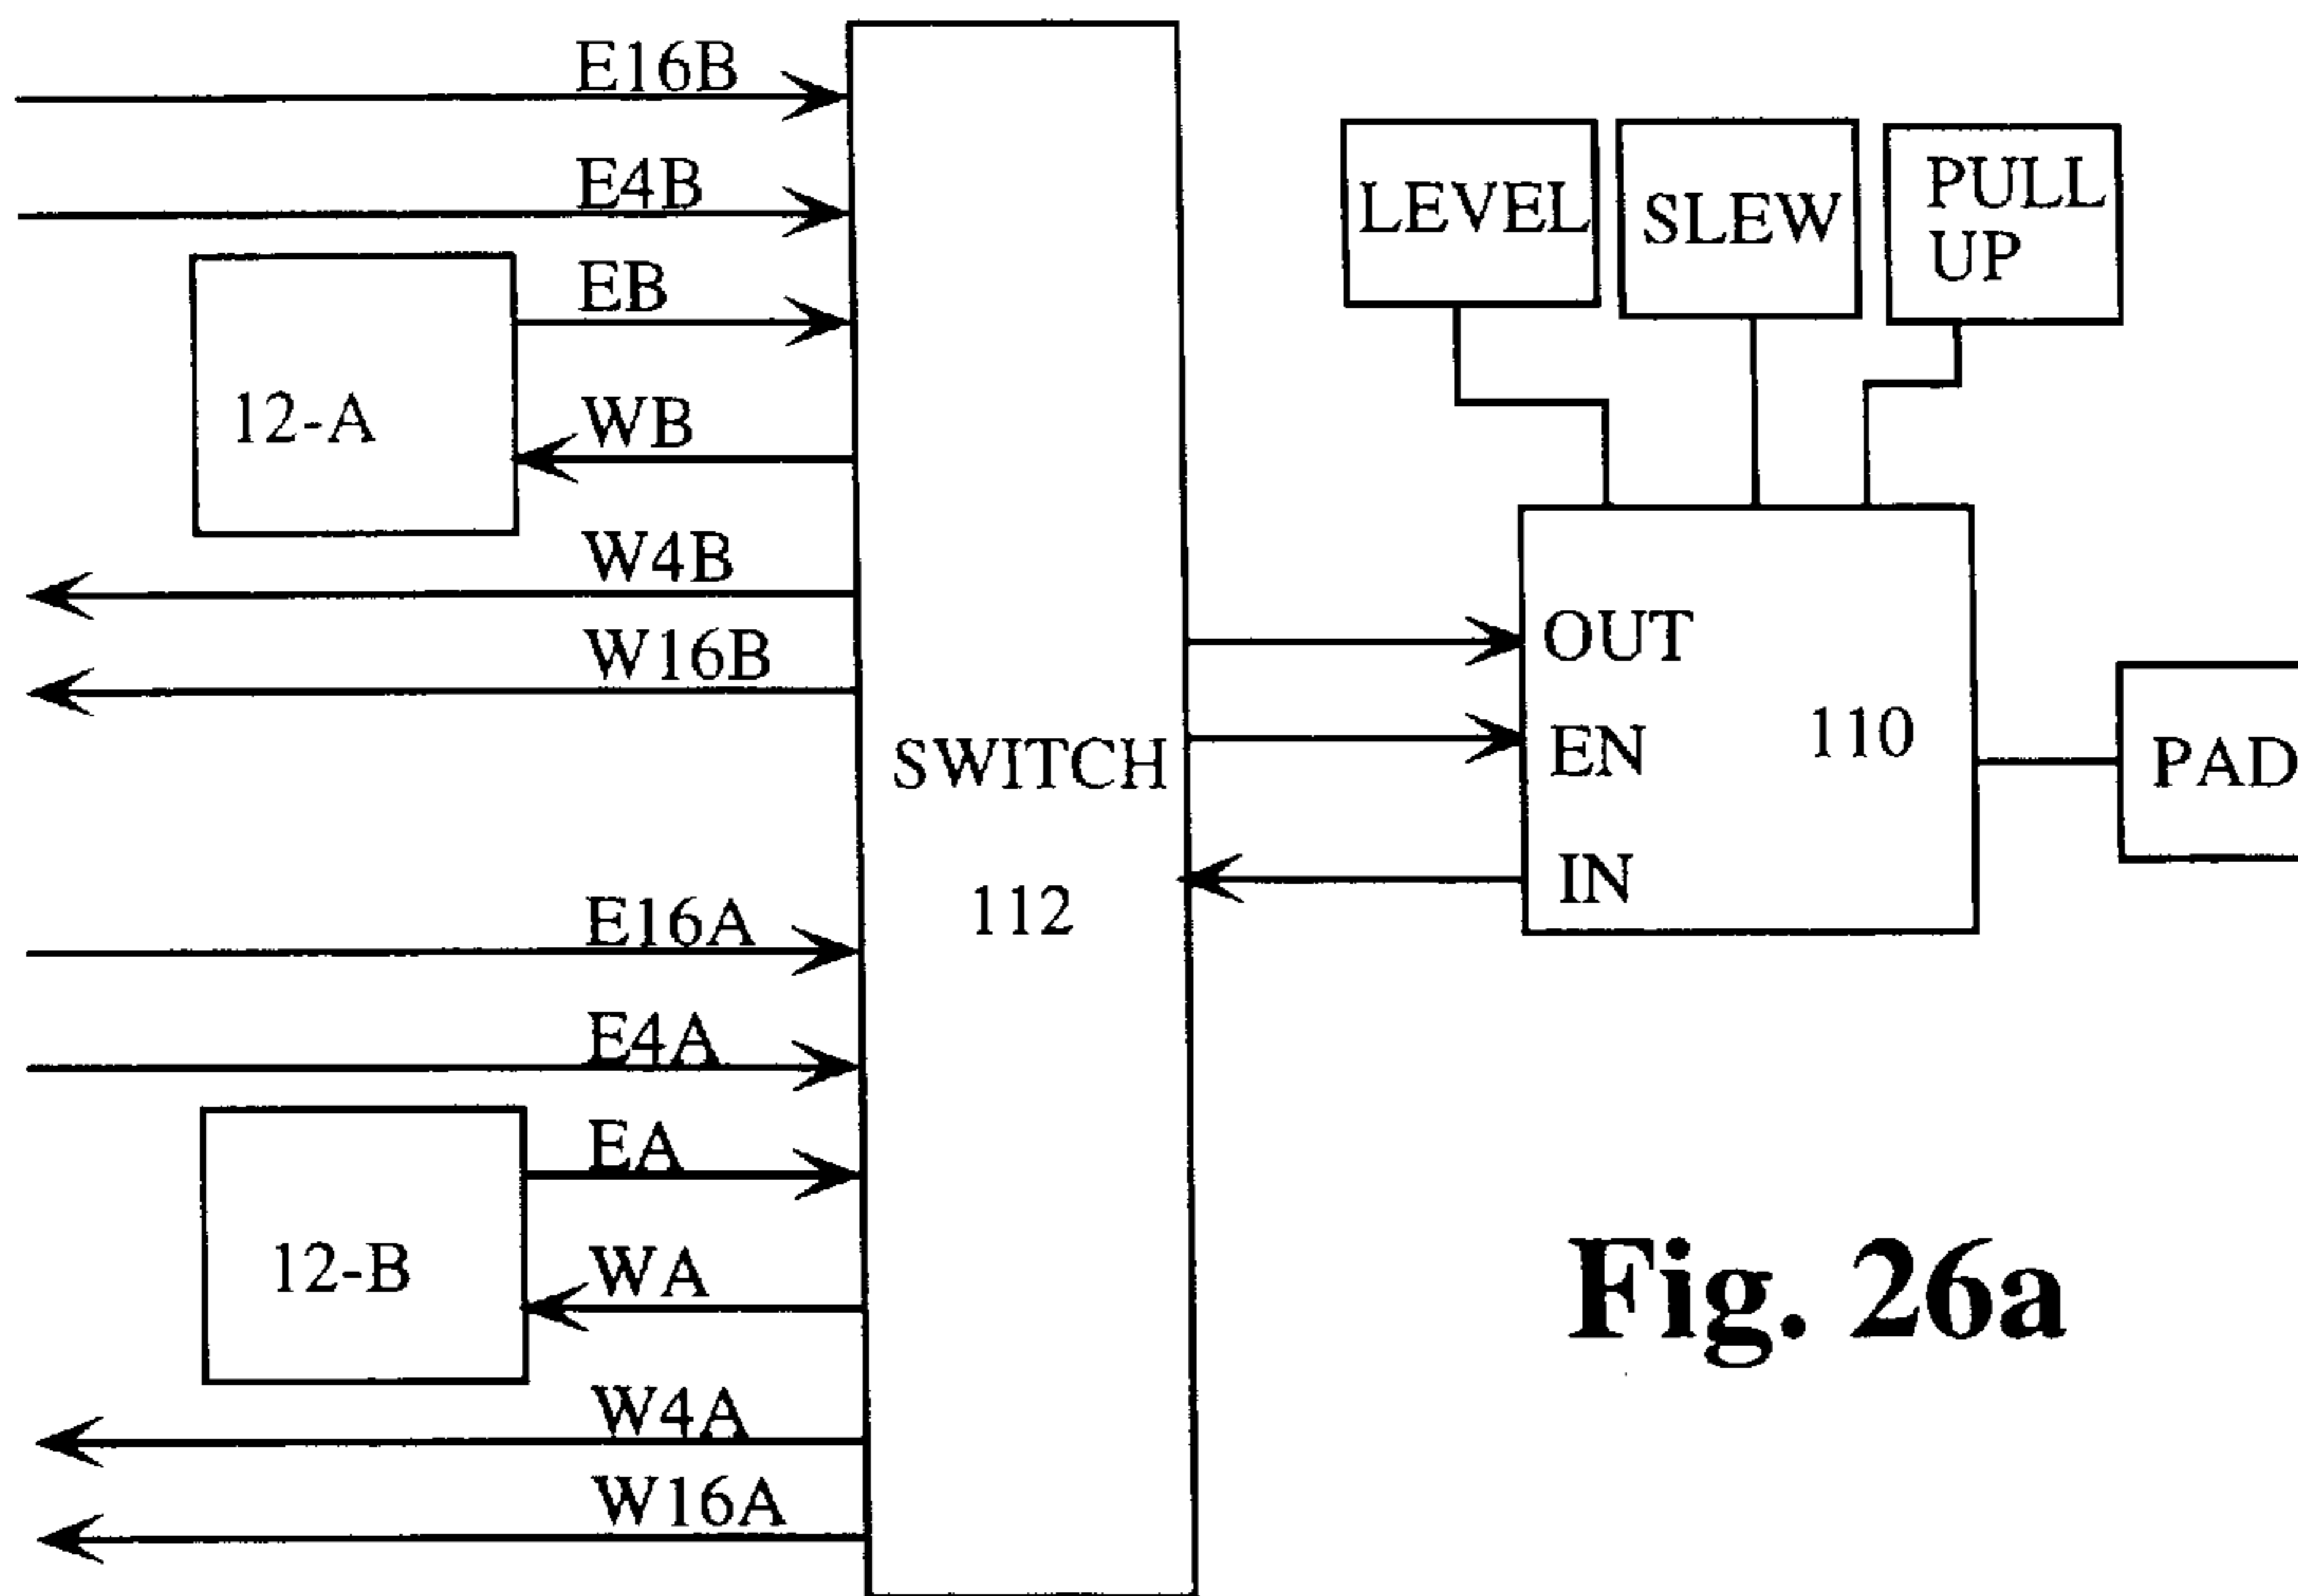 E16B
E4B
EB
12-A
WB
W4B
W16B
SWITCH
112
E16A
E4A
EA
12-B
WA
W4A
W16A
LEVEL
SLEW
PULL
UP
OUT
EN
IN
110
PAD
Fig. 26a